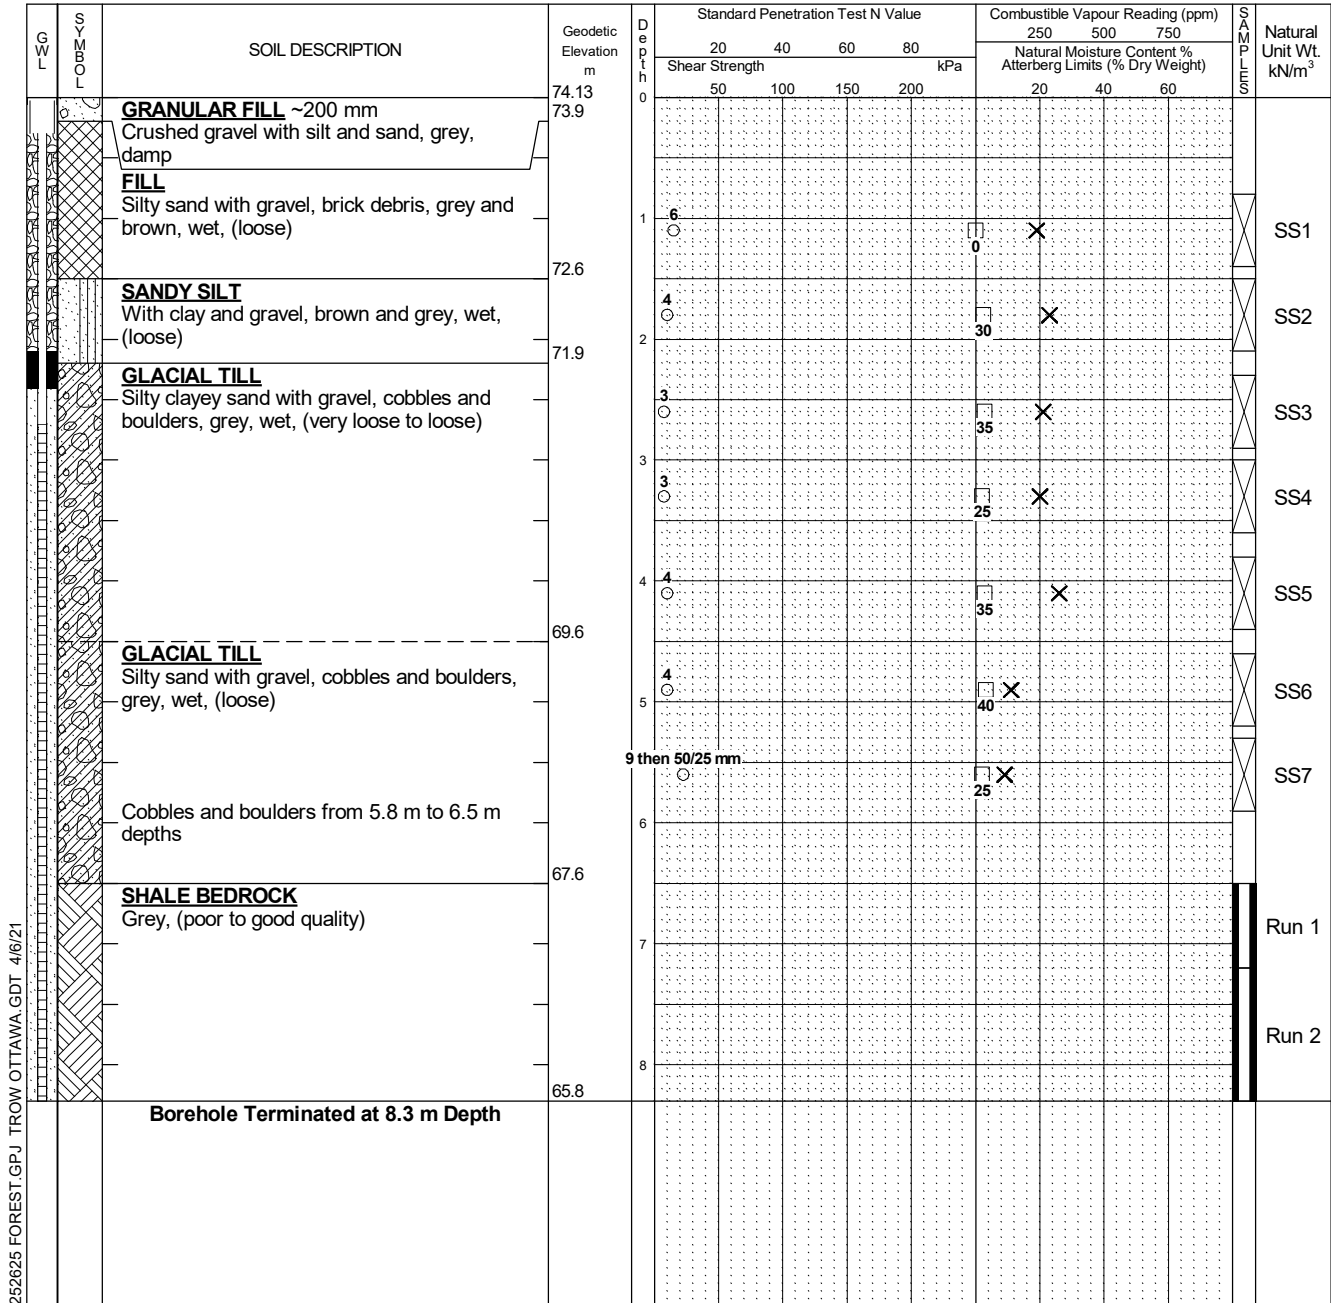 GWL
SYMBOL
SOIL DESCRIPTION
Geodetic
Elevation
m
Depth
Standard Penetration Test N Value
20 40 60 80
Shear Strength kPa
50 100 150 200
Combustible Vapour Reading (ppm)
250 500 750
Natural Moisture Content %
Atterberg Limits (% Dry Weight)
20 40 60
SAMPLES
Natural
Unit Wt.
kN/m³
74.13
0
GRANULAR FILL ~200 mm
73.9
Crushed gravel with silt and sand, grey,
damp
FILL
Silty sand with gravel, brick debris, grey and
brown, wet, (loose)
1
6
0
SS1
72.6
SANDY SILT
With clay and gravel, brown and grey, wet,
(loose)
4
30
SS2
2
71.9
GLACIAL TILL
Silty clayey sand with gravel, cobbles and
boulders, grey, wet, (very loose to loose)
3
35
SS3
3
3
25
SS4
4
4
35
SS5
69.6
GLACIAL TILL
Silty sand with gravel, cobbles and boulders,
grey, wet, (loose)
4
40
SS6
5
9 then 50/25 mm
25
SS7
Cobbles and boulders from 5.8 m to 6.5 m
depths
6
67.6
SHALE BEDROCK
Grey, (poor to good quality)
Run 1
7
Run 2
8
65.8
Borehole Terminated at 8.3 m Depth
252625 FOREST.GPJ TROW OTTAWA.GDT 4/6/21